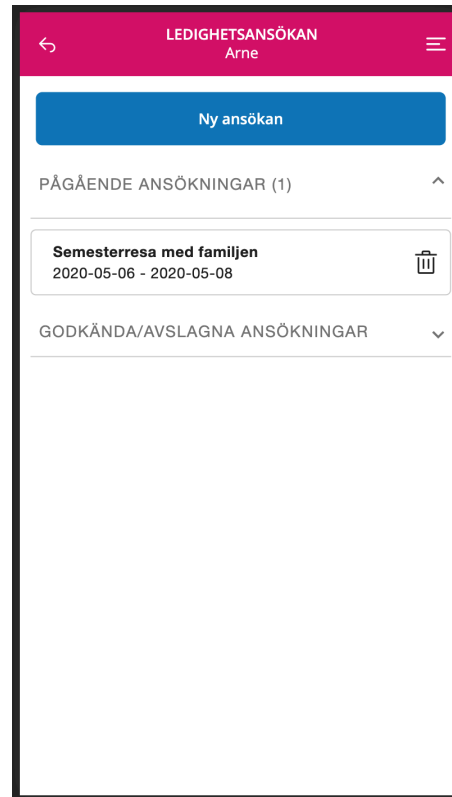 LEDIGHETSANSÖKAN
Arne
Ny ansökan
PÅGÅENDE ANSÖKNINGAR (1)
Semesterresa med familjen
2020-05-06 - 2020-05-08
GODKÄNDA/AVSLAGNA ANSÖKNINGAR